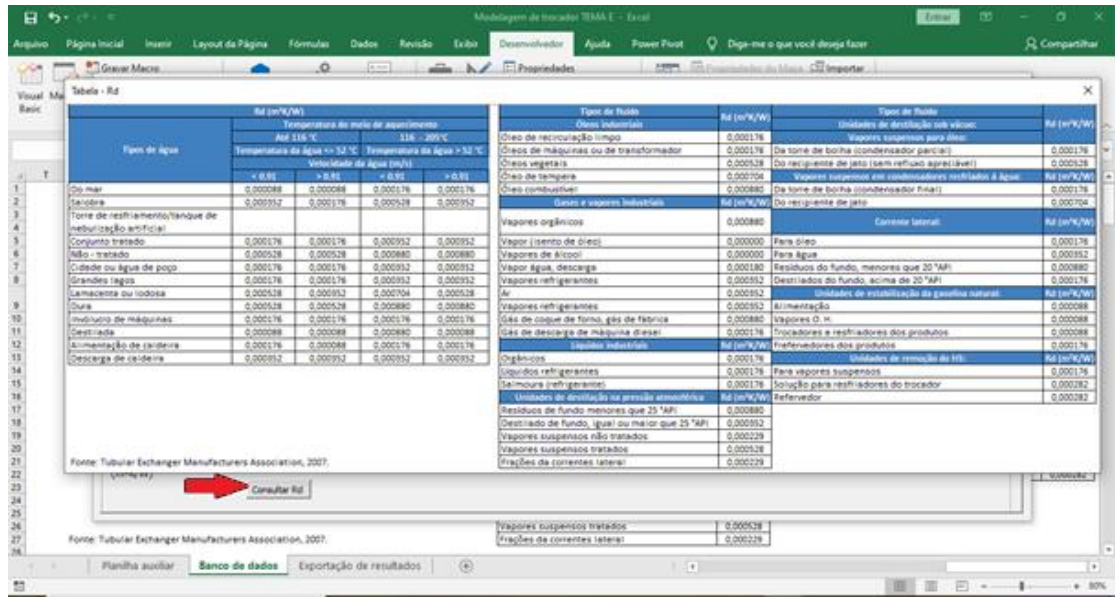 Modelagem de trocador TEMA E - Excel
Entrar
Arquivo Página Inicial Inserir Layout da Página Fórmulas Dados Revisão Exibir Desenvolvedor Ajuda Power Pivot Diga-me o que você deseja fazer Compartilhar
Gravar Macro Propriedades Importar
Visual
Basic
Tabela - Rd
Rd (m²K/W)
Temperatura do meio de aquecimento
Tipos de água
Até 116 °C 116 - 205°C
Temperatura da água <= 52 °C Temperatura da água > 52 °C
Velocidade da água (m/s)
< 0,91 > 0,91 < 0,91 > 0,91
Do mar 0,000088 0,000088 0,000176 0,000176
Salobra 0,000352 0,000176 0,000528 0,000176
Torre de resfriamento/tanque de
nebulização artificial
Conjunto tratado 0,000176 0,000176 0,000352 0,000352
Não - tratado 0,000528 0,000528 0,000880 0,000880
Cidade ou água de poço 0,000176 0,000176 0,000352 0,000352
Grandes lagos 0,000176 0,000176 0,000352 0,000352
Lamacenta ou lodosa 0,000528 0,000352 0,000704 0,000528
Dura 0,000528 0,000528 0,000880 0,000880
Invólucro de máquinas 0,000176 0,000176 0,000176 0,000176
Destilada 0,000088 0,000088 0,000880 0,000088
Alimentação de caldeira 0,000176 0,000088 0,000176 0,000176
Descarga de caldeira 0,000352 0,000352 0,000352 0,000352
Fonte: Tubular Exchanger Manufacturers Association, 2007.
Tipos de fluido Rd (m²K/W)
Óleos industriais
Óleo de recirculação limpo 0,000176
Óleos de máquinas ou de transformador 0,000176
Óleos vegetais 0,000528
Óleo de tempera 0,000704
Óleo combustível 0,000880
Gases e vapores industriais Rd (m²K/W)
Vapores orgânicos 0,000880
Vapor (isento de óleo) 0,000000
Vapores de álcool 0,000000
Vapor água, descarga 0,000180
Vapores refrigerantes 0,000352
Ar 0,000352
Vapores refrigerantes 0,000352
Gás de coque de forno, gás de fábrica 0,000880
Gás de descarga de máquina diesel 0,000176
Líquidos industriais Rd (m²K/W)
Orgânicos 0,000176
Líquidos refrigerantes 0,000176
Salmoura (refrigerante) 0,000176
Unidades de destilação na pressão atmosférica Rd (m²K/W)
Resíduos de fundo menores que 25 °API 0,000880
Destilado de fundo, igual ou maior que 25 °API 0,000352
Vapores suspensos não tratados 0,000229
Vapores suspensos tratados 0,000528
Frações da correntes lateral 0,000229
Tipos de fluido Rd (m²K/W)
Unidades de destilação sob vácuo:
Vapores suspensos para óleo:
Da torre de bolha (condensador parcial) 0,000176
Do recipiente de jato (sem refluxo apreciável) 0,000528
Vapores suspensos em condensadores resfriados à água: Rd (m²K/W)
Da torre de bolha (condensador final) 0,000176
Do recipiente de jato 0,000704
Corrente lateral: Rd (m²K/W)
Para óleo 0,000176
Para água 0,000352
Resíduos do fundo, menores que 20 °API 0,000880
Destilados do fundo, acima de 20 °API 0,000176
Unidades de estabilização da gasolina natural: Rd (m²K/W)
Alimentação 0,000088
Vapores O. H. 0,000088
Trocadores e resfriadores dos produtos 0,000088
Trefervedores dos produtos 0,000176
Unidades de remoção do HS: Rd (m²K/W)
Para vapores suspensos 0,000176
Solução para resfriadores do trocador 0,000282
Refervedor 0,000282
Consultar Rd
Vapores suspensos tratados 0,000528
Fonte: Tubular Exchanger Manufacturers Association, 2007. Frações da correntes lateral 0,000229
Planilha auxiliar Banco de dados Exportação de resultados
80%